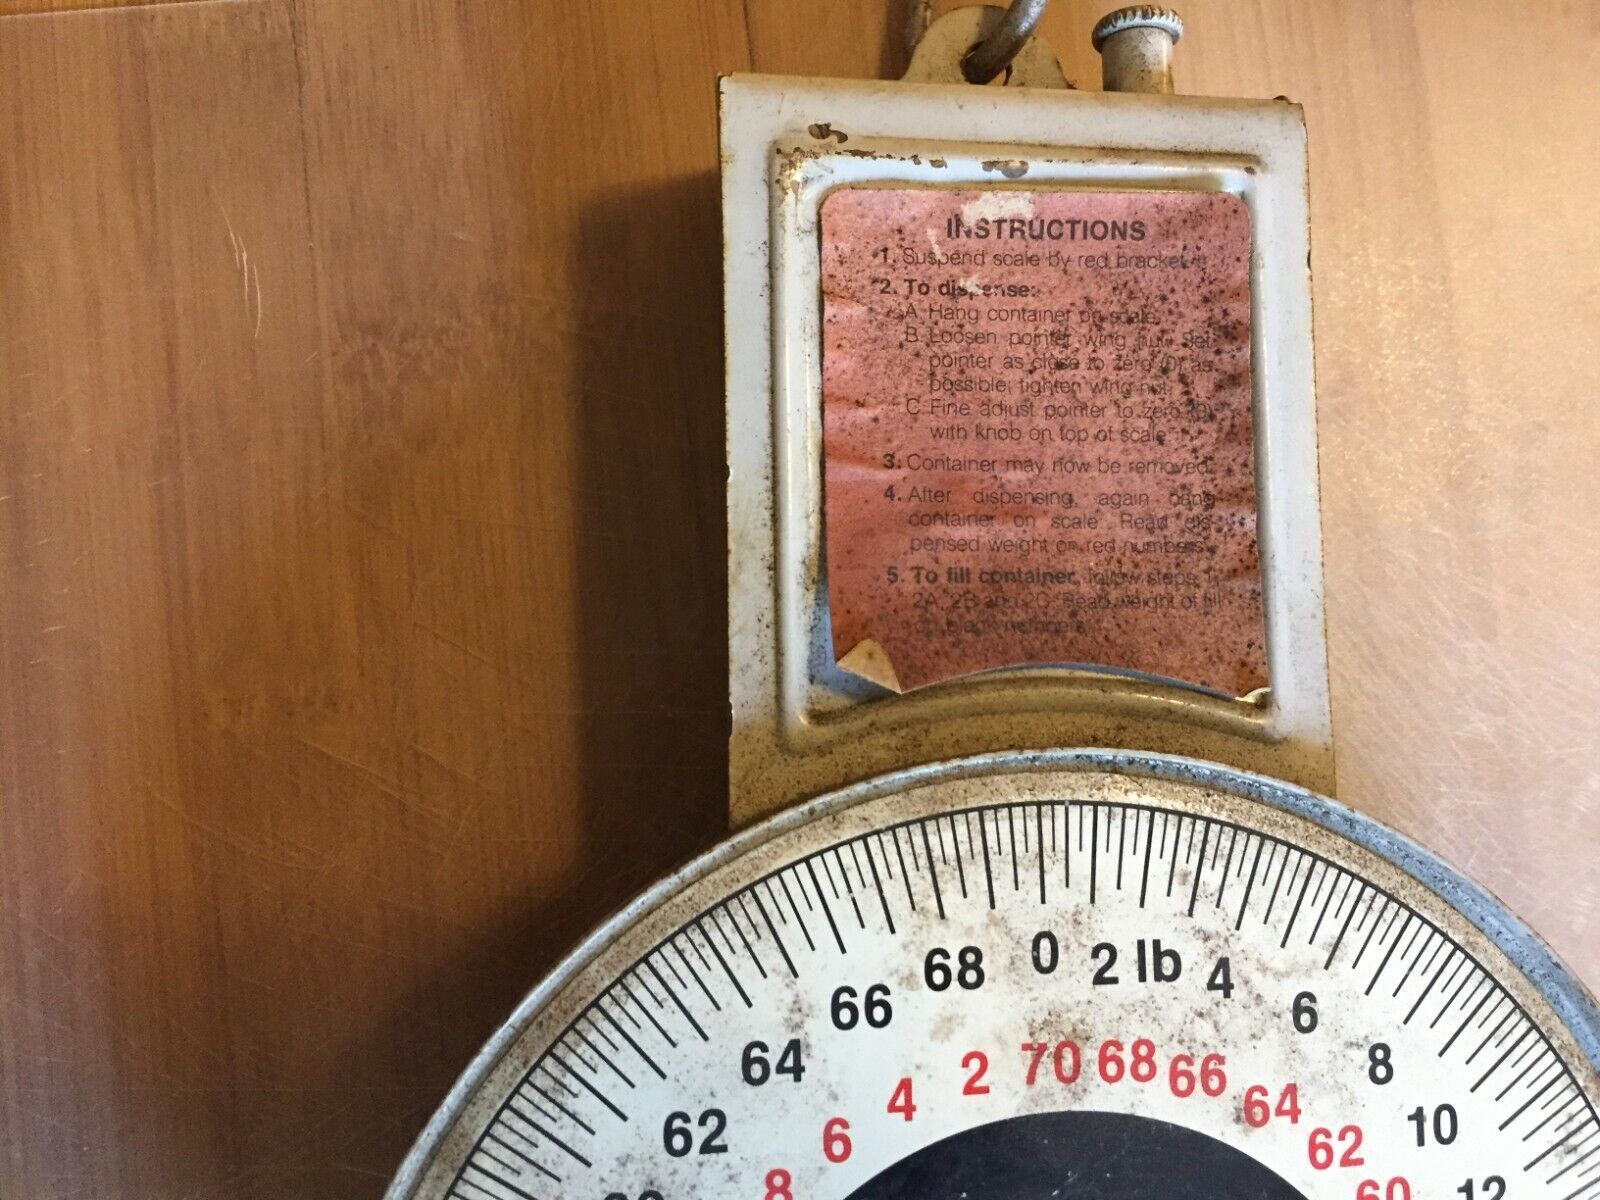 INSTRUCTIONS
1. Suspend scale by red bracket.
2. To dispense:
A. Hang container on scale.
B. Loosen pointer wing nut. Set
pointer as close to zero (0) as
possible; tighten wing nut.
C. Fine adjust pointer to zero (0)
with knob on top of scale.
3. Container may now be removed.
4. After dispensing, again hang
container on scale. Read dis-
pensed weight on red numbers.
5. To fill container, follow steps 1,
2A, 2B and 2C. Read weight of fill
on black numbers.
62 64 66 68 0 2 lb 4 6 8 10 12
8 6 4 2 70 68 66 64 62 60